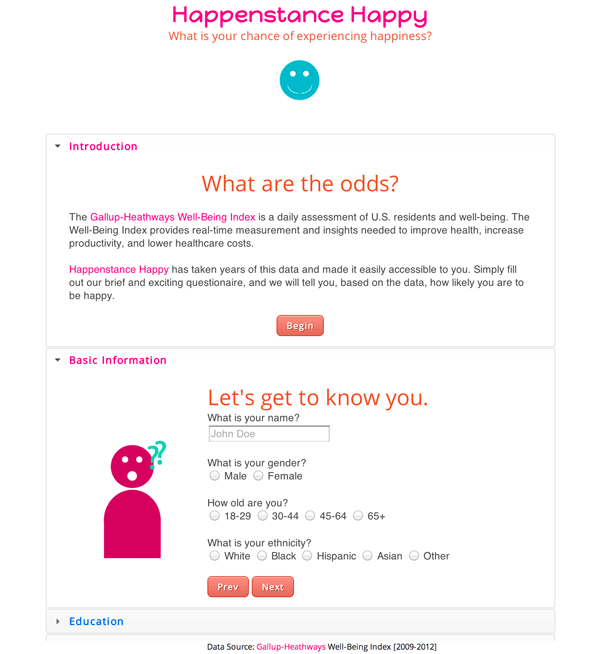 Happenstance Happy
What is your chance of experiencing happiness?
Introduction
What are the odds?
The Gallup-Heathways Well-Being Index is a daily assessment of U.S. residents and well-being. The
Well-Being Index provides real-time measurement and insights needed to improve health, increase
productivity, and lower healthcare costs.
Happenstance Happy has taken years of this data and made it easily accessible to you. Simply fill
out our brief and exciting questionaire, and we will tell you, based on the data, how likely you are to
be happy.
Begin
Basic Information
Let's get to know you.
What is your name?
John Doe
??
What is your gender?
Male Female
How old are you?
18-29 30-44 45-64 65+
What is your ethnicity?
White Black Hispanic Asian Other
Prev Next
Education
Data Source: Gallup-Heathways Well-Being Index [2009-2012]